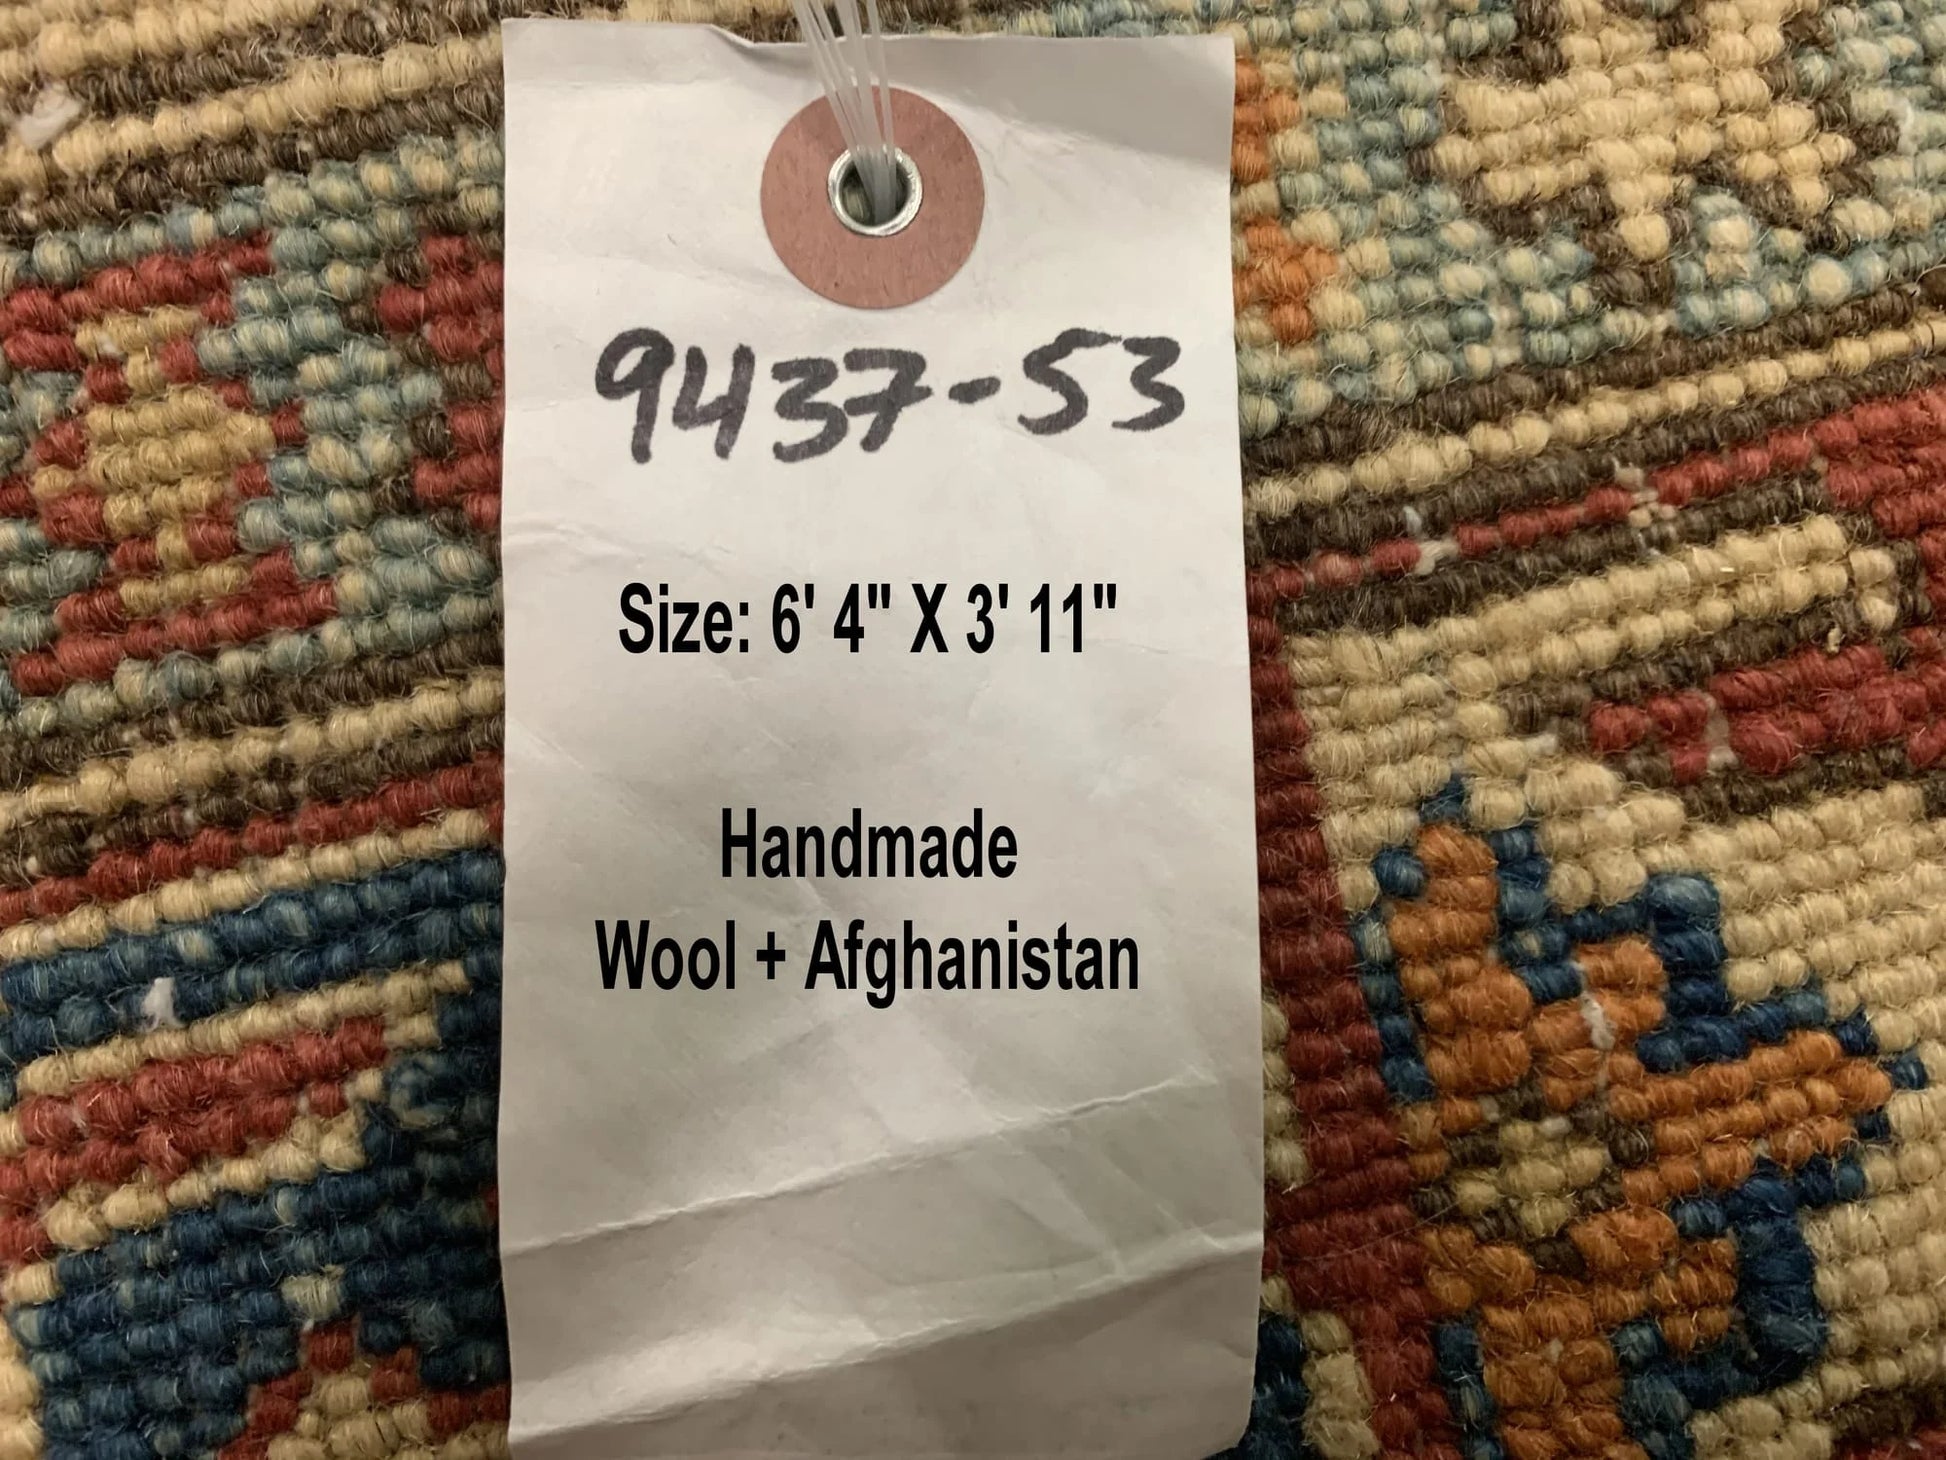 9437-53
Size: 6' 4" X 3' 11"
Handmade
Wool + Afghanistan